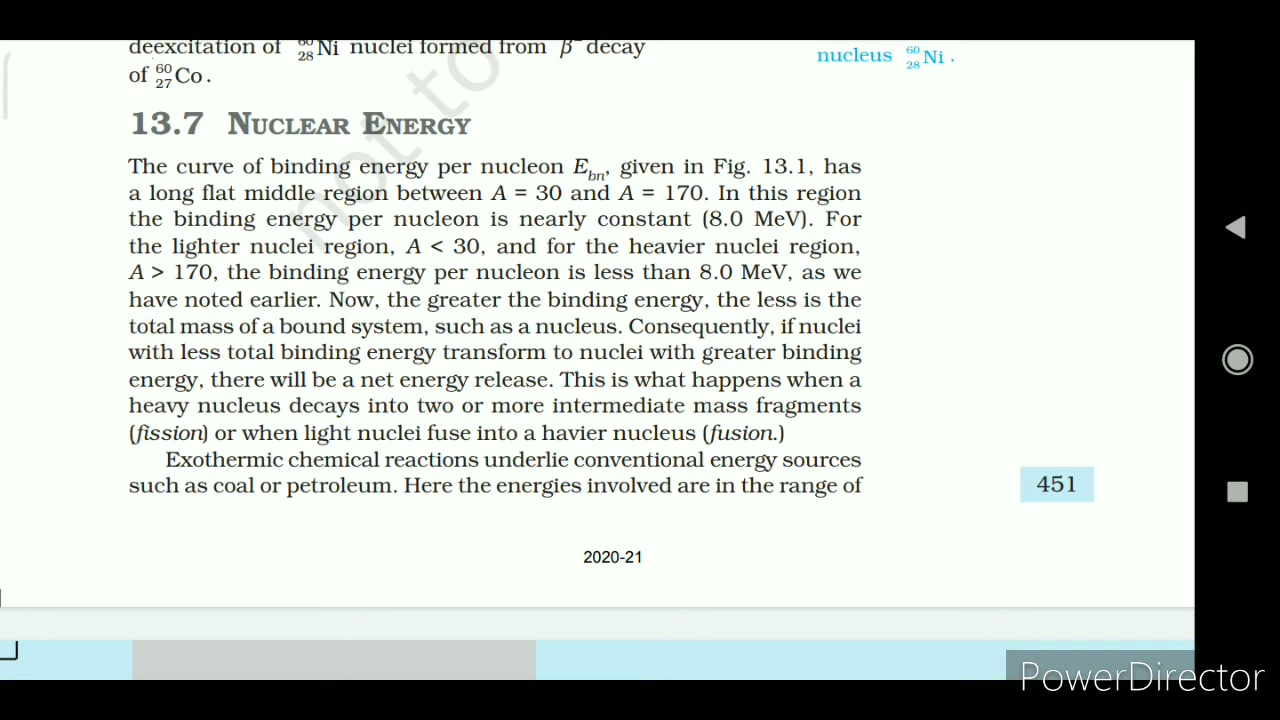 deexcitation of ⁶⁰₂₈Ni nuclei formed from β⁻ decay
of ⁶⁰₂₇Co.
nucleus ⁶⁰₂₈Ni .
13.7 NUCLEAR ENERGY
The curve of binding energy per nucleon E_bn, given in Fig. 13.1, has
a long flat middle region between A = 30 and A = 170. In this region
the binding energy per nucleon is nearly constant (8.0 MeV). For
the lighter nuclei region, A < 30, and for the heavier nuclei region,
A > 170, the binding energy per nucleon is less than 8.0 MeV, as we
have noted earlier. Now, the greater the binding energy, the less is the
total mass of a bound system, such as a nucleus. Consequently, if nuclei
with less total binding energy transform to nuclei with greater binding
energy, there will be a net energy release. This is what happens when a
heavy nucleus decays into two or more intermediate mass fragments
(fission) or when light nuclei fuse into a havier nucleus (fusion.)
Exothermic chemical reactions underlie conventional energy sources
such as coal or petroleum. Here the energies involved are in the range of
451
2020-21
not to
PowerDirector